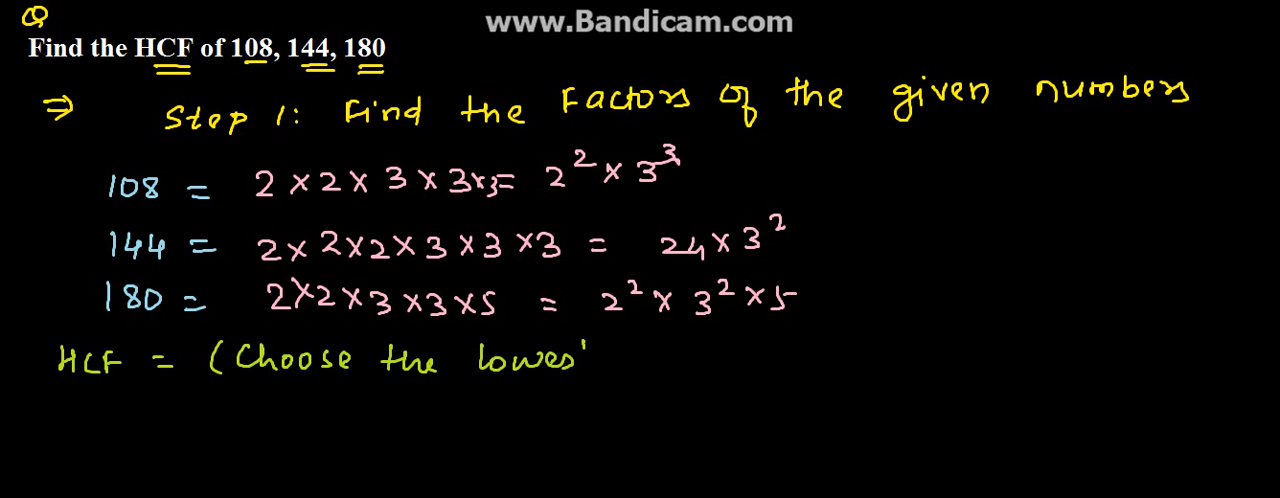 www.Bandicam.com
Q
Find the HCF of 108, 144, 180
⇒ Step 1: Find the Factors of the given numbers
108 = 2 × 2 × 3 × 3×3= 2² × 3³
144 = 2 × 2 × 2 × 3 × 3 × 3 = 24 × 3²
180 = 2 × 2 × 3 × 3 × 5 = 2² × 3² × 5
HCF = (Choose the lowes'